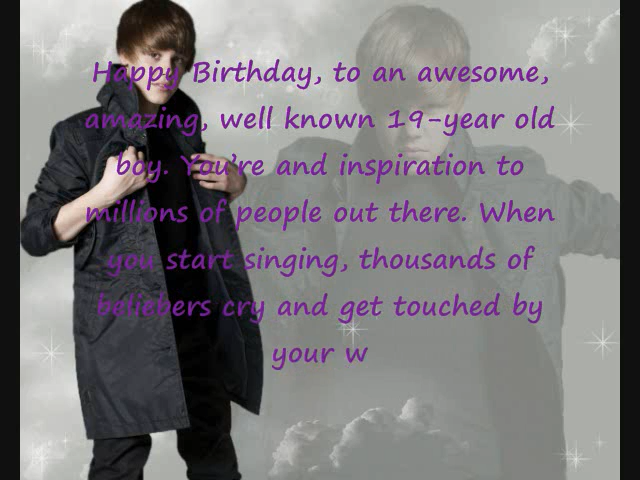 Happy Birthday, to an awesome,
amazing, well known 19-year old
boy. You're and inspiration to
millions of people out there. When
you start singing, thousands of
beliebers cry and get touched by
your w